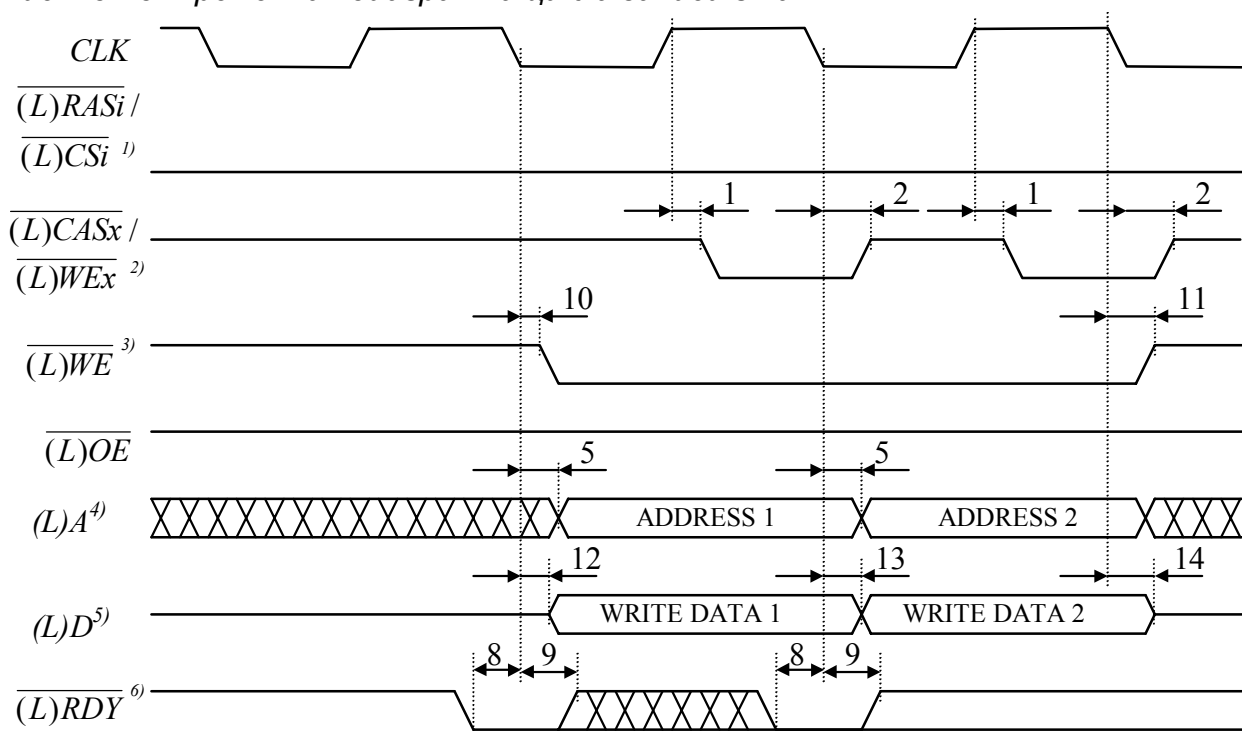 CLK
(L)RASi /
(L)CSi 1)
1 2 1 2
(L)CASx /
(L)WEx 2)
10 11
(L)WE 3)
(L)OE
5 5
(L)A4)
ADDRESS 1 ADDRESS 2
12 13 14
(L)D5)
WRITE DATA 1 WRITE DATA 2
8 9 8 9
(L)RDY 6)